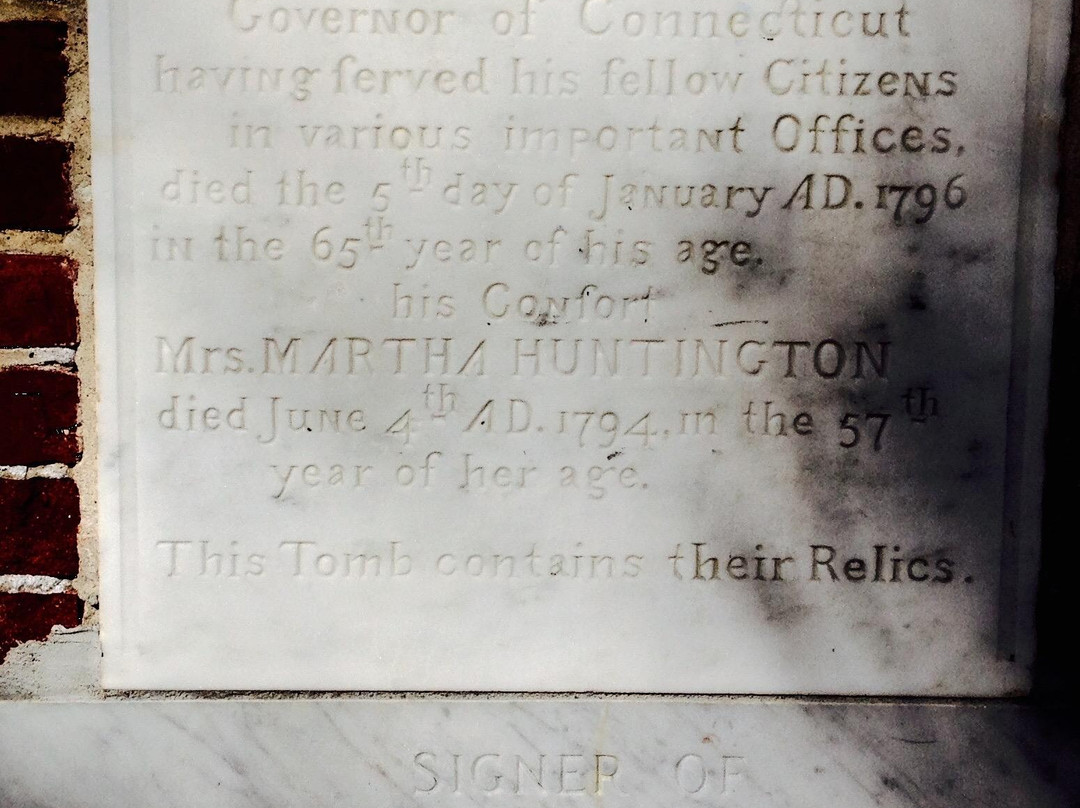 Governor of Connecticut
having ſerved his fellow Citizens
in various important Offices,
died the 5th day of January AD. 1796
in the 65th year of his age.
his Conſort
Mrs. MARTHA HUNTINGTON
died June 4th AD. 1794, in the 57th
year of her age.
This Tomb contains their Relics.
SIGNER OF